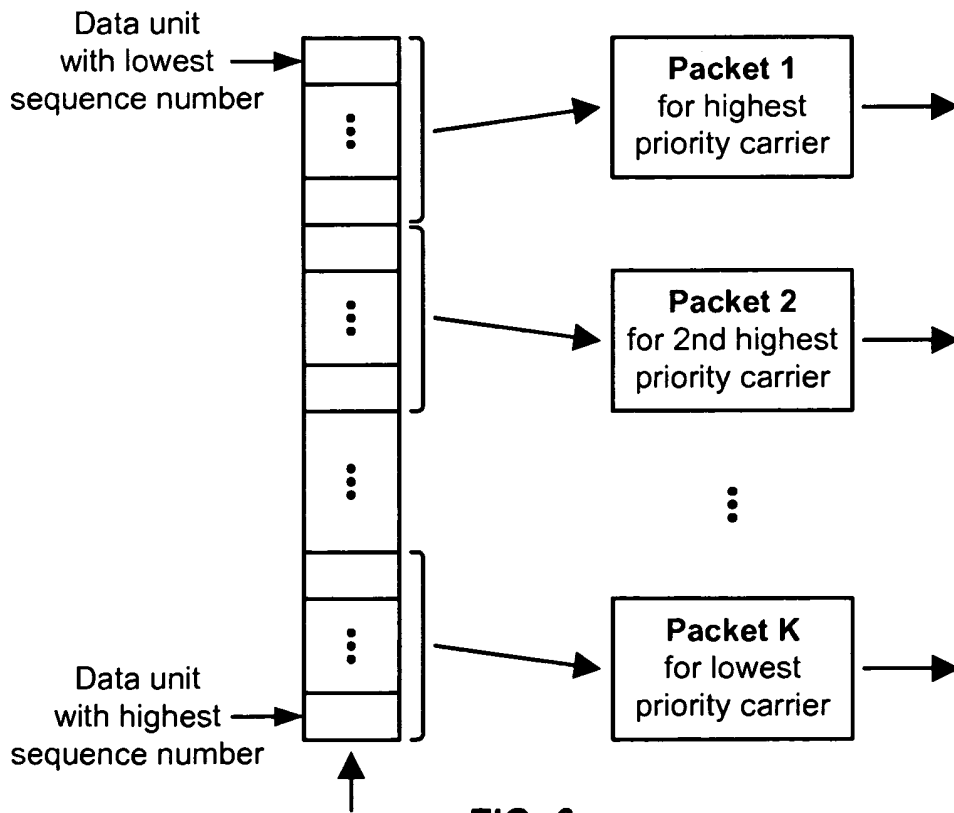 Data unit
with lowest
sequence number
Packet 1
for highest
priority carrier
Packet 2
for 2nd highest
priority carrier
Packet K
for lowest
priority carrier
Data unit
with highest
sequence number